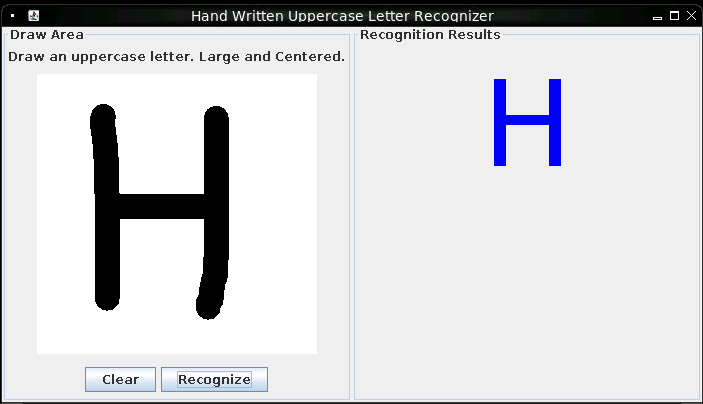 Hand Written Uppercase Letter Recognizer
Draw Area
Draw an uppercase letter. Large and Centered.
H
Clear
Recognize
Recognition Results
H